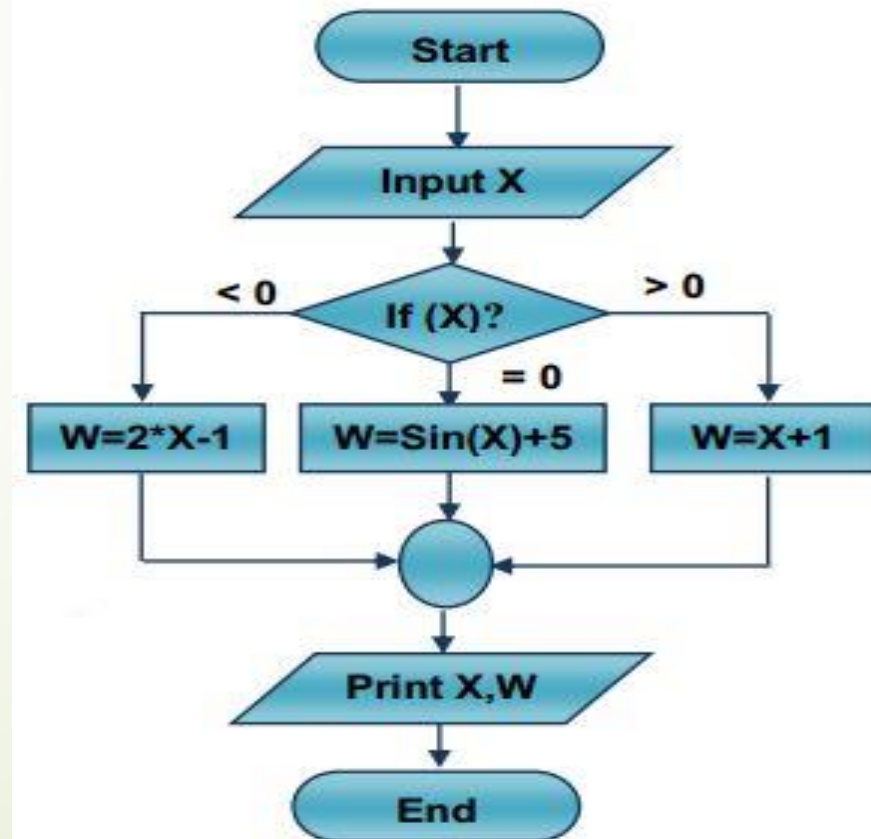 Start
Input X
< 0
> 0
If (X)?
= 0
W=2*X-1
W=Sin(X)+5
W=X+1
Print X,W
End